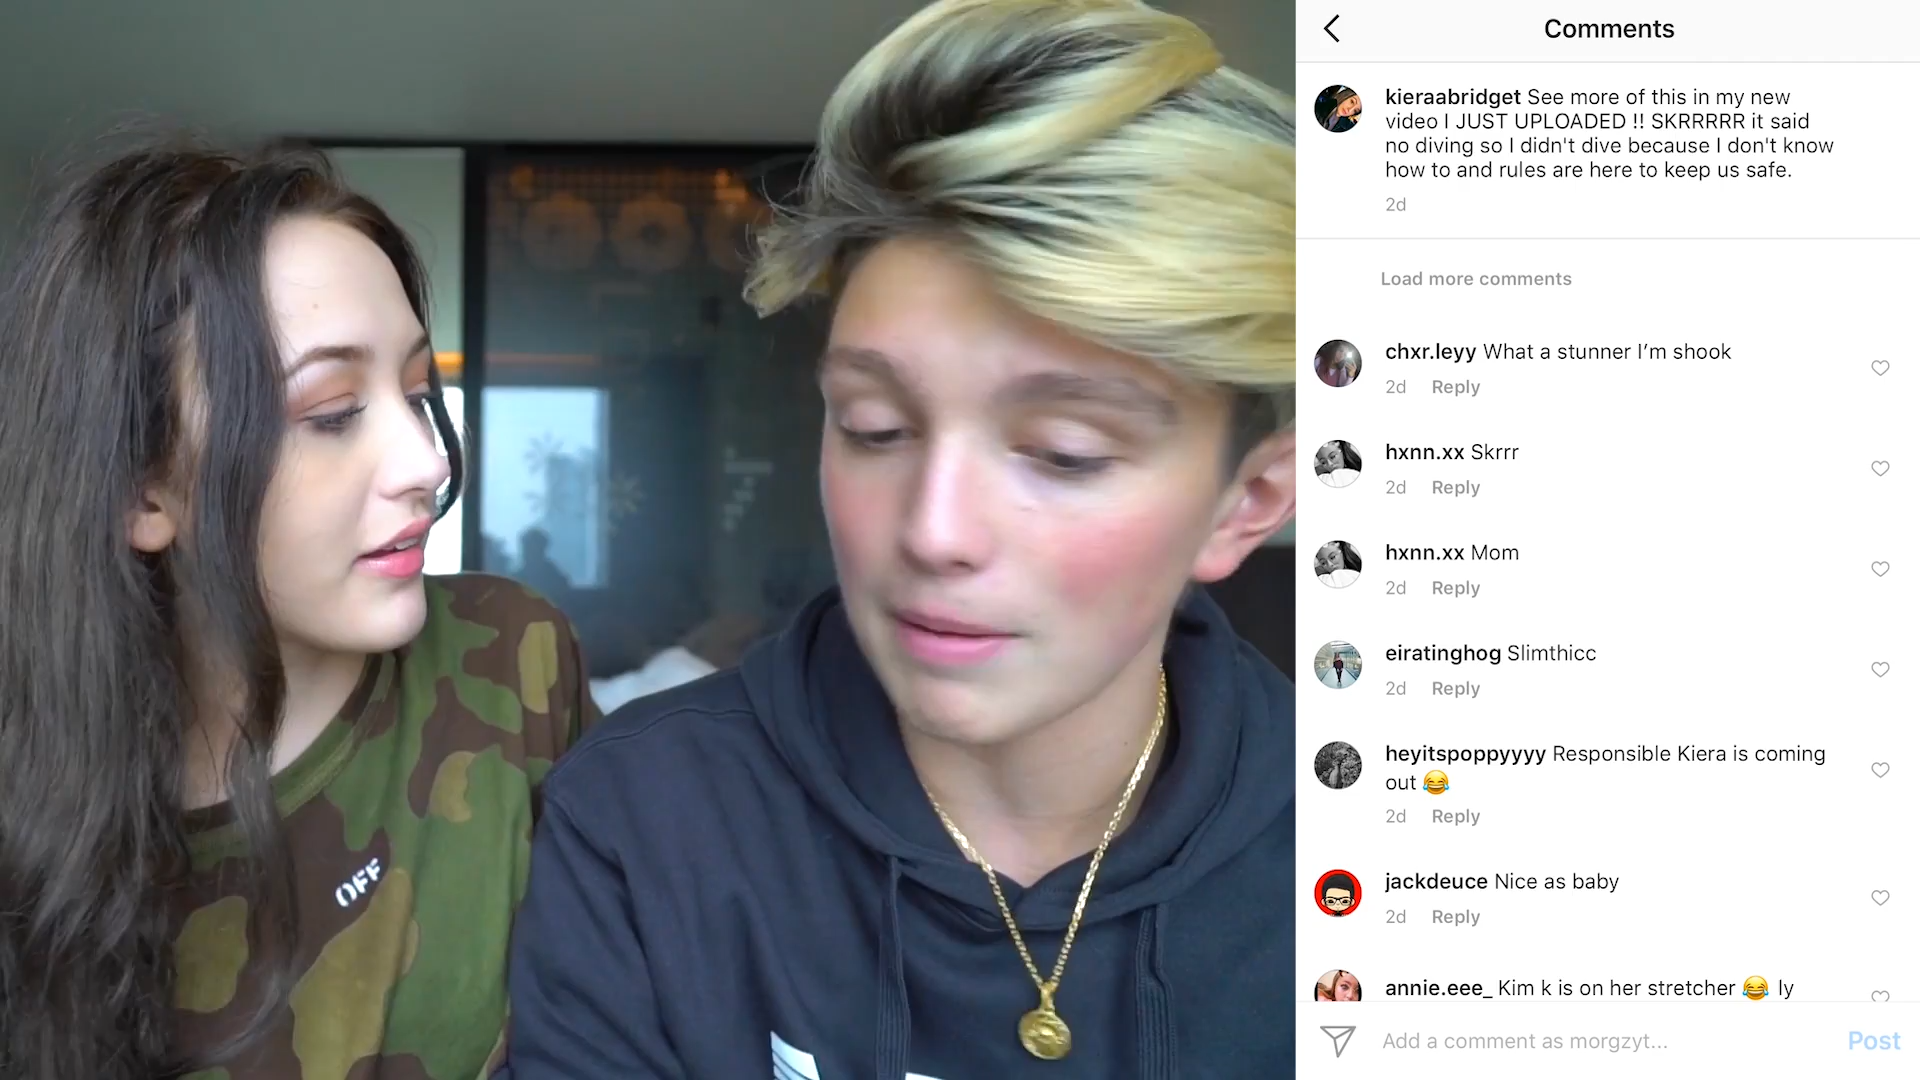 OFF
Comments
kieraabridget See more of this in my new
video I JUST UPLOADED !! SKRRRRR it said
no diving so I didn't dive because I don't know
how to and rules are here to keep us safe.
2d
Load more comments
chxr.leyy What a stunner I’m shook
2d Reply
hxnn.xx Skrrr
2d Reply
hxnn.xx Mom
2d Reply
eiratinghog Slimthicc
2d Reply
heyitspoppyyyy Responsible Kiera is coming
out 😂
2d Reply
jackdeuce Nice as baby
2d Reply
annie.eee_ Kim k is on her stretcher 😂 ly
Add a comment as morgzyt...
Post